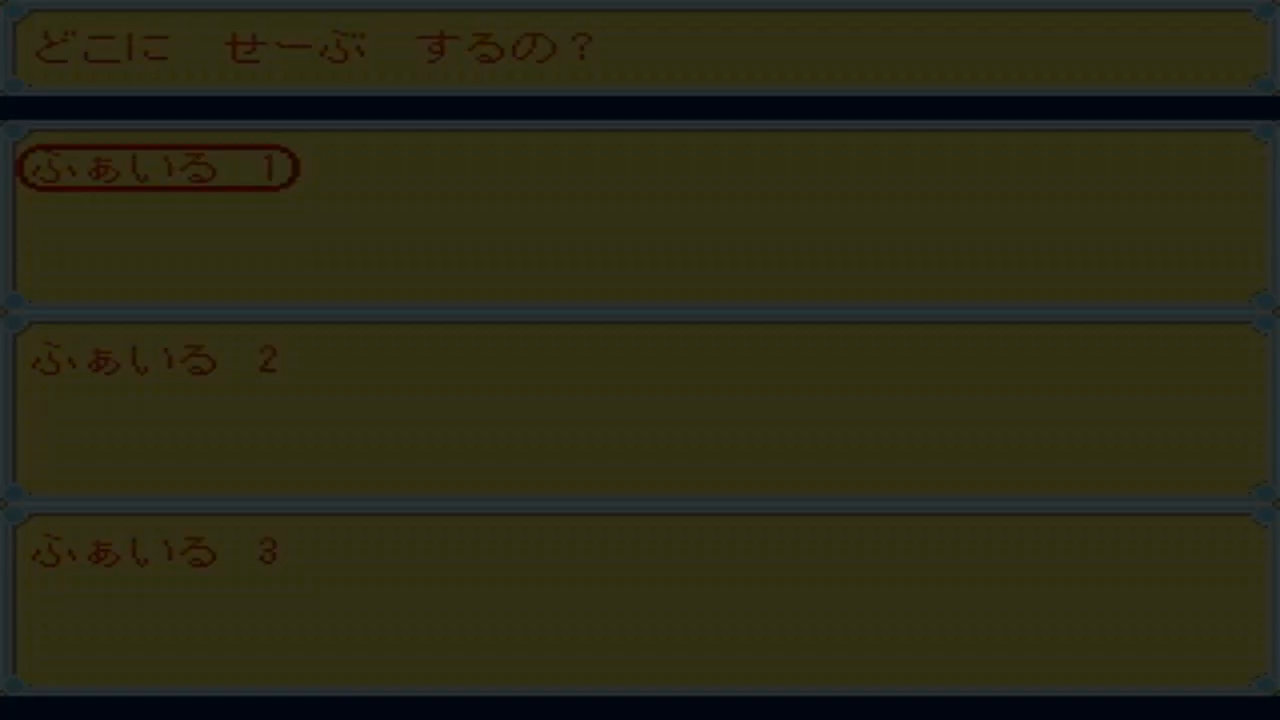 どこに　せーぶ　するの？
ふぁいる　1
ふぁいる　2
ふぁいる　3